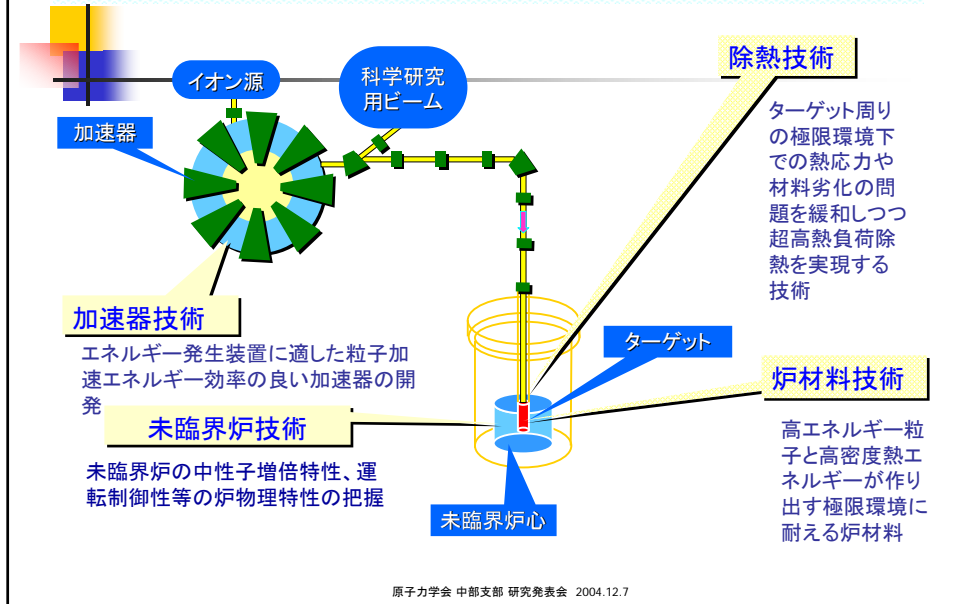 イオン源
科学研究
用ビーム
加速器
除熱技術
ターゲット周り
の極限環境下
での熱応力や
材料劣化の問
題を緩和しつつ
超高熱負荷除
熱を実現する
技術
加速器技術
エネルギー発生装置に適した粒子加
速エネルギー効率の良い加速器の開
発
ターゲット
炉材料技術
高エネルギー粒
子と高密度熱エ
ネルギーが作り
出す極限環境に
耐える炉材料
未臨界炉技術
未臨界炉の中性子増倍特性、運
転制御性等の炉物理特性の把握
未臨界炉心
原子力学会 中部支部 研究発表会 2004.12.7